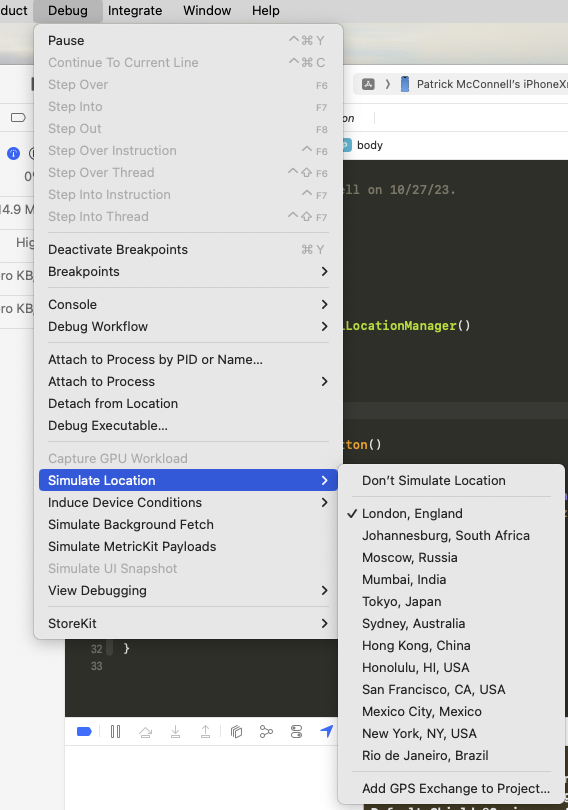 duct Debug Integrate Window Help
Pause ^⌘Y
Continue To Current Line ^⌘C
Step Over F6
Step Into F7
Step Out F8
Step Over Instruction ^F6
Step Over Thread ^⇧F6
Step Into Instruction ^F7
Step Into Thread ^⇧F7
Deactivate Breakpoints ⌘Y
Breakpoints
Console
Debug Workflow
Attach to Process by PID or Name...
Attach to Process
Detach from Location
Debug Executable...
Capture GPU Workload
Simulate Location
Induce Device Conditions
Simulate Background Fetch
Simulate MetricKit Payloads
Simulate UI Snapshot
View Debugging
StoreKit
Don't Simulate Location
London, England
Johannesburg, South Africa
Moscow, Russia
Mumbai, India
Tokyo, Japan
Sydney, Australia
Hong Kong, China
Honolulu, HI, USA
San Francisco, CA, USA
Mexico City, Mexico
New York, NY, USA
Rio de Janeiro, Brazil
Add GPS Exchange to Project...
Patrick McConnell's iPhoneX
on
body
ell on 10/27/23.
LocationManager()
tton()
32 }
33
14.9 M
Hig
ro KB
ro KB